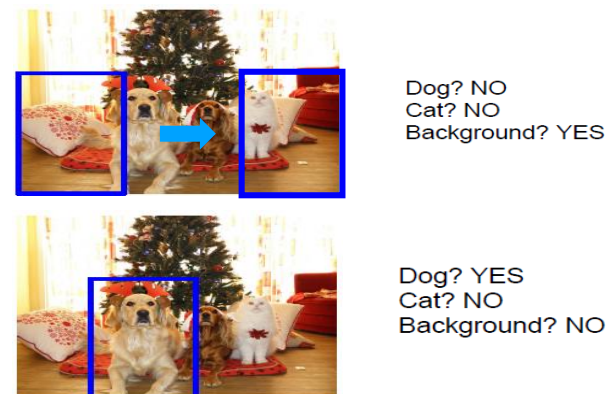 Dog? NO
Cat? NO
Background? YES
Dog? YES
Cat? NO
Background? NO